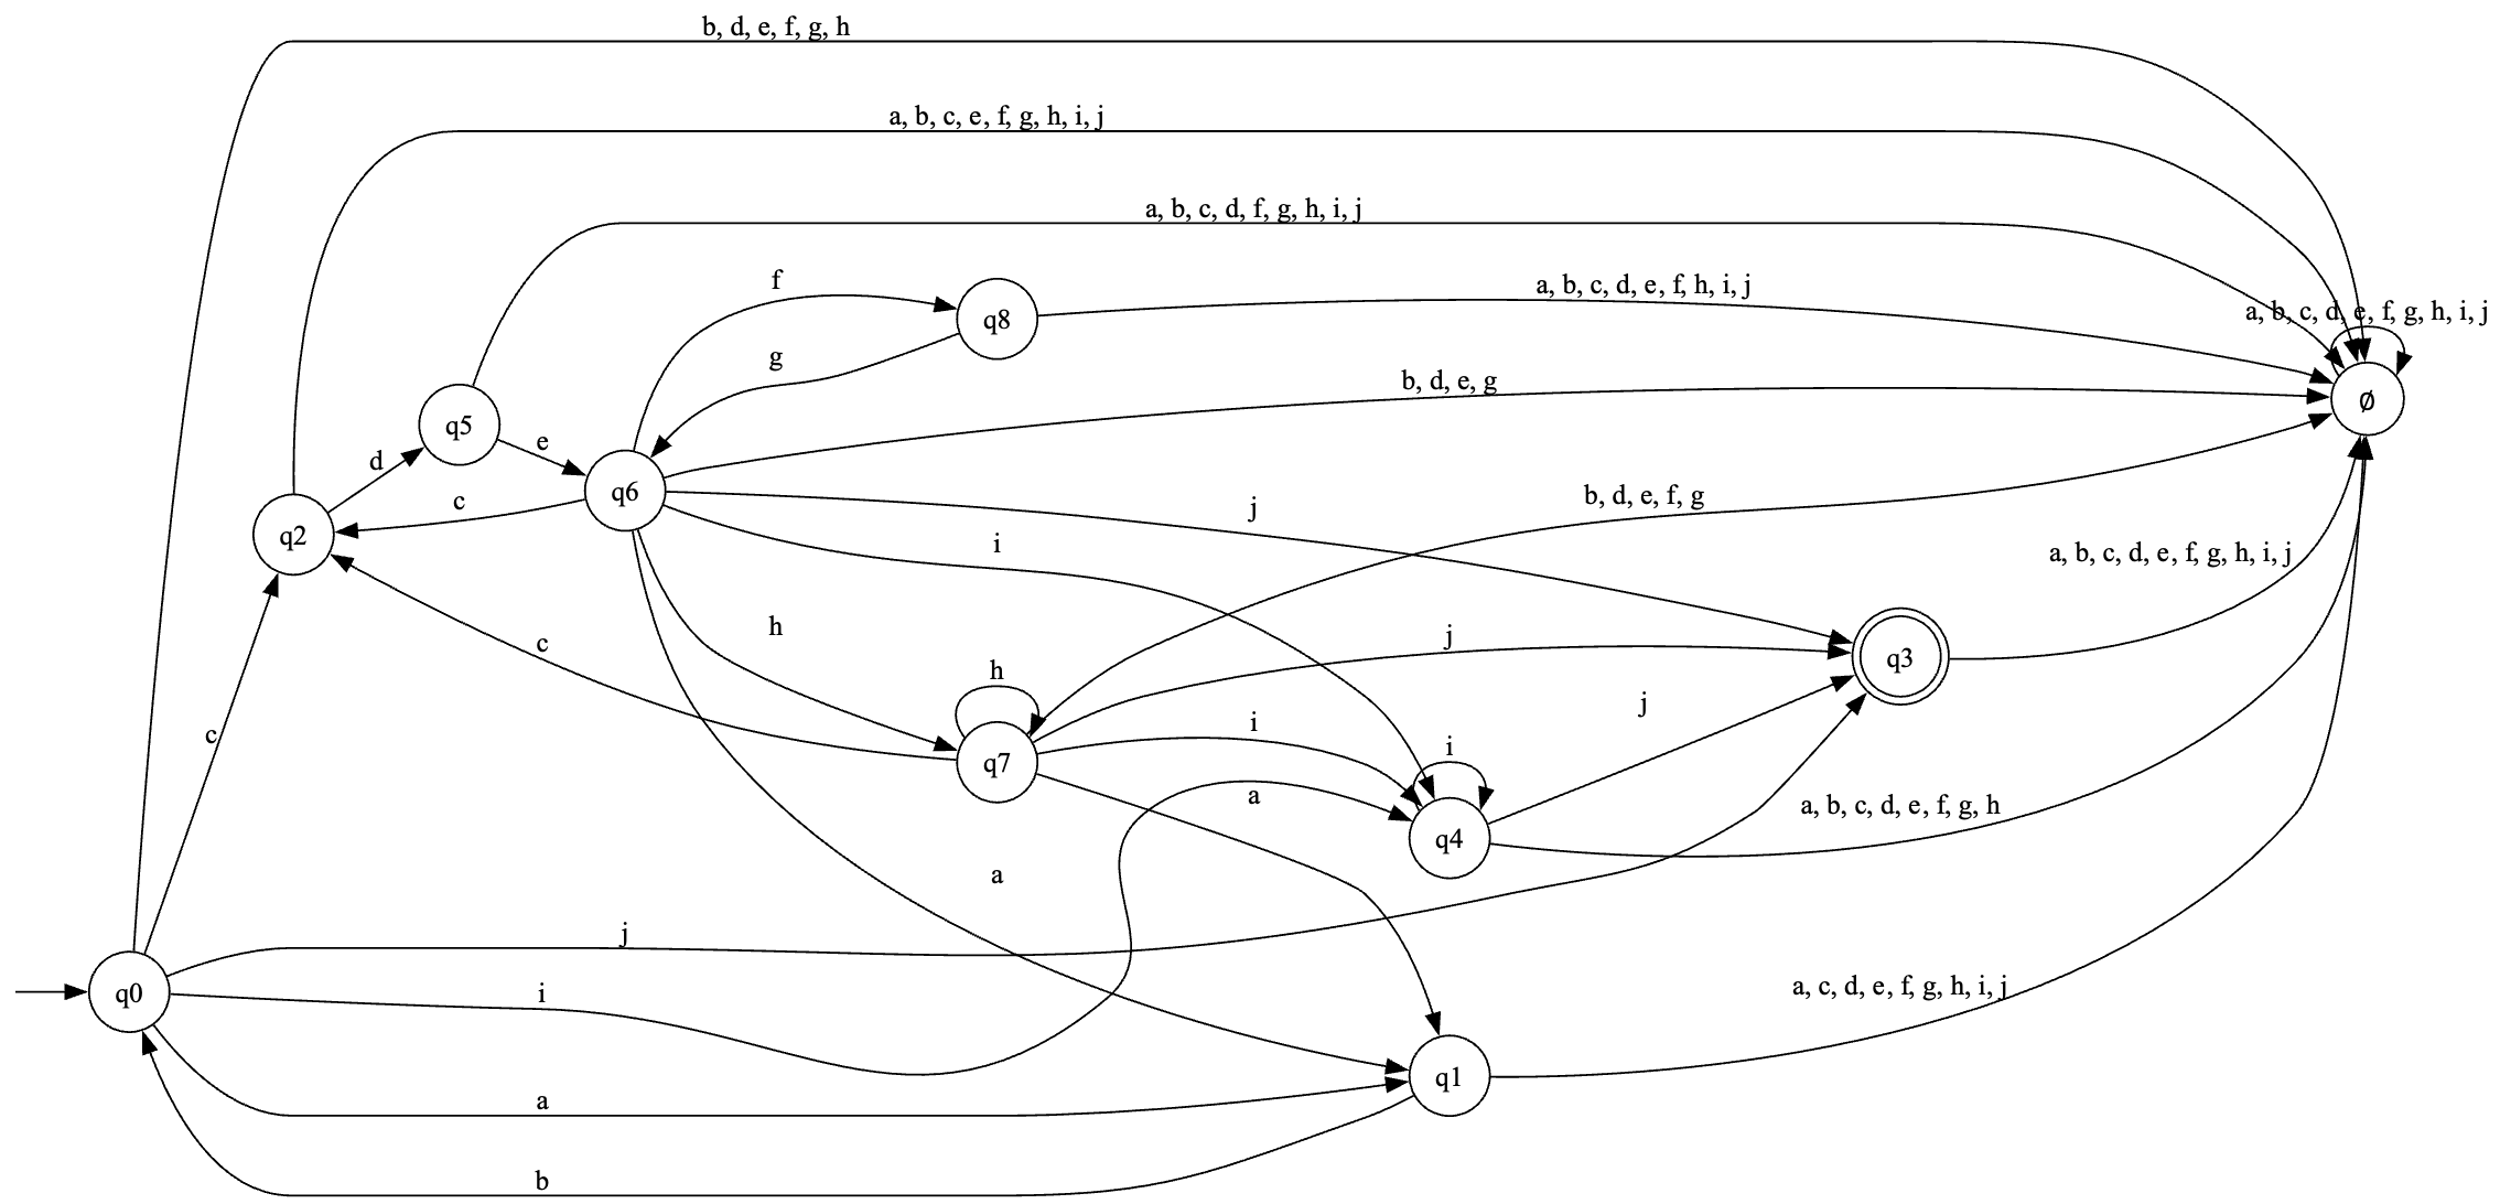 b, d, e, f, g, h
a, b, c, e, f, g, h, i, j
a, b, c, d, f, g, h, i, j
f
a, b, c, d, e, f, h, i, j
q8
a, b, c, d, e, f, g, h, i, j
g
b, d, e, g
∅
q5
e
d
q6
c
b, d, e, f, g
j
q2
i
a, b, c, d, e, f, g, h, i, j
h
c
j
q3
h
j
i
c
i
q7
a
a, b, c, d, e, f, g, h
q4
a
j
q0
i
a, c, d, e, f, g, h, i, j
q1
a
b